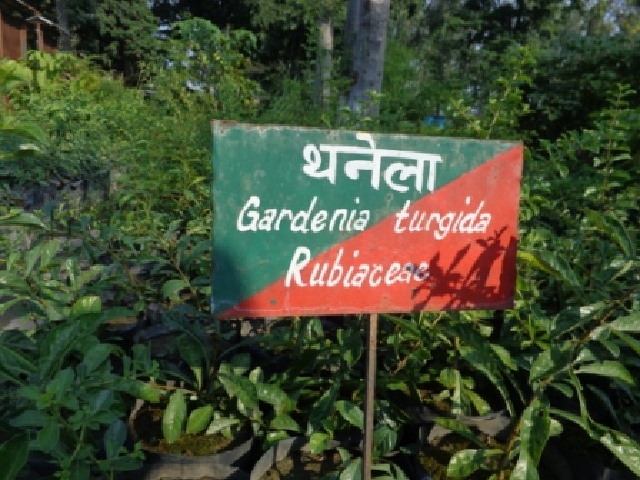 थनेला
Gardenia turgida
Rubiaceae